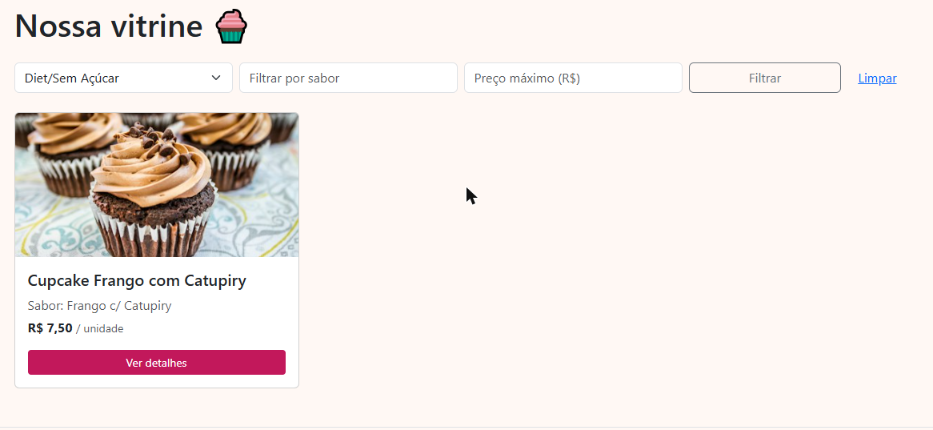 Nossa vitrine
Diet/Sem Açúcar
Filtrar por sabor
Preço máximo (R$)
Filtrar
Limpar
Cupcake Frango com Catupiry
Sabor: Frango c/ Catupiry
R$ 7,50 / unidade
Ver detalhes